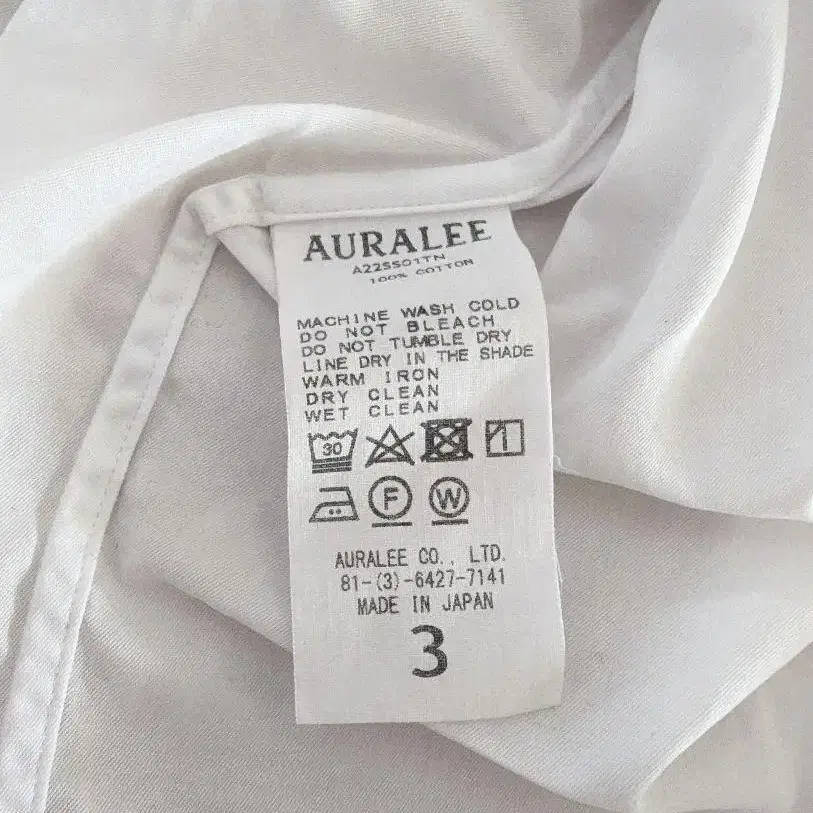 AURALEE
A22SS01TN
100% COTTON
MACHINE WASH COLD
DO NOT BLEACH
DO NOT TUMBLE DRY
LINE DRY IN THE SHADE
WARM IRON
DRY CLEAN
WET CLEAN
30
F W
AURALEE CO., LTD.
81-(3)-6427-7141
MADE IN JAPAN
3